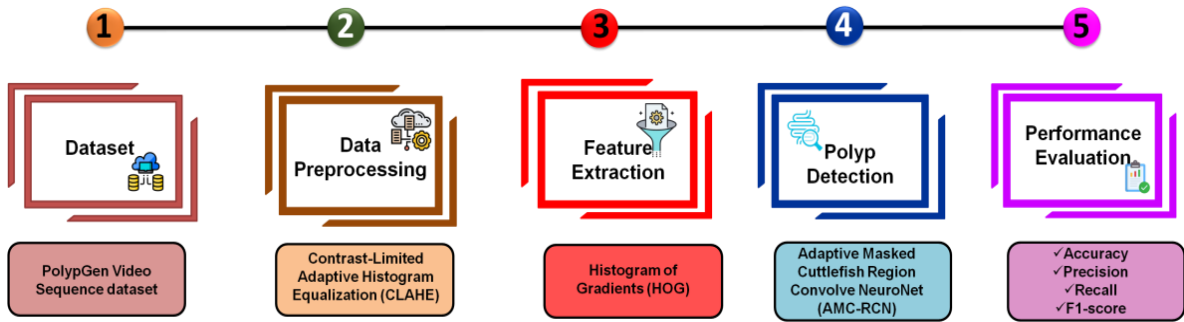 1
2
3
4
5
Dataset
Data
Preprocessing
Feature
Extraction
Polyp
Detection
Performance
Evaluation
PolypGen Video
Sequence dataset
Contrast-Limited
Adaptive Histogram
Equalization (CLAHE)
Histogram of
Gradients (HOG)
Adaptive Masked
Cuttlefish Region
Convolve NeuroNet
(AMC-RCN)
✓Accuracy
✓Precision
✓Recall
✓F1-score